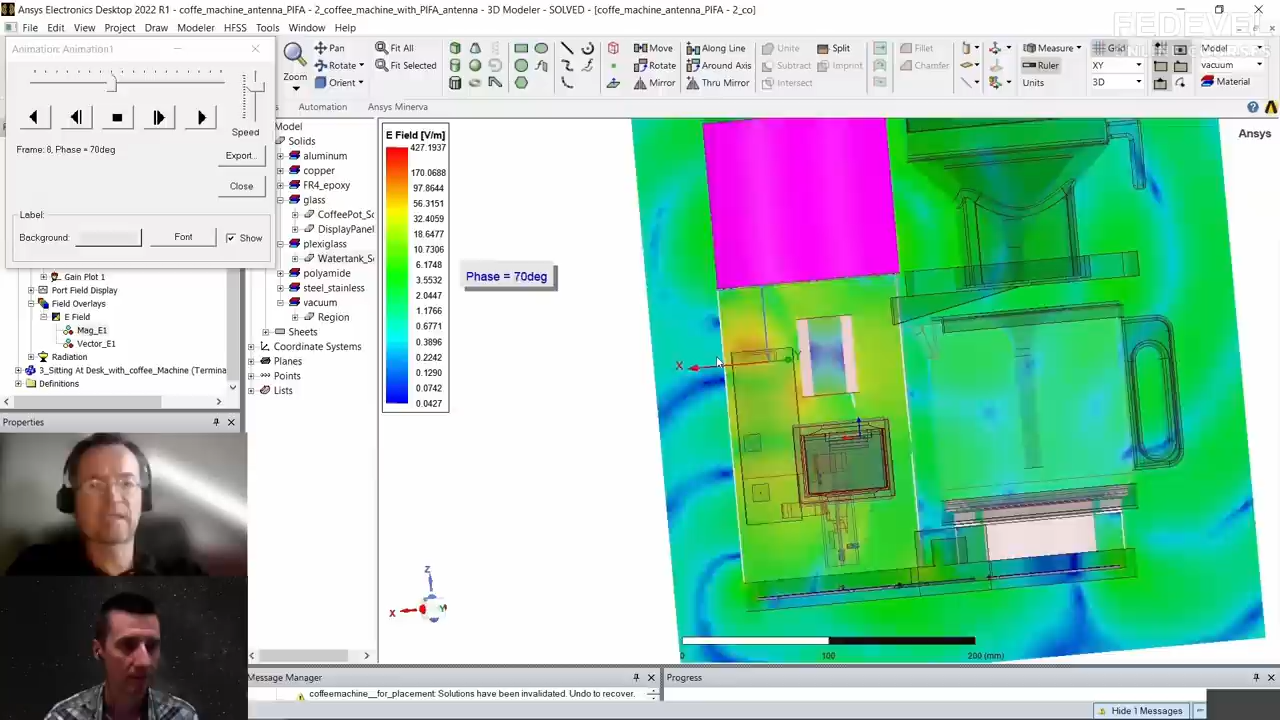 Ansys Electronics Desktop 2022 R1 - coffe_machine_antenna_PIFA - 2_coffee_machine_with_PIFA_antenna - 3D Modeler - SOLVED - [coffe_machine_antenna_PIFA - 2_co]
FEDEVEL
File Edit View Project Draw Modeler HFSS Tools Window Help
Animation: Animation1
Frame: 8, Phase = 70deg
Speed
Export...
Close
Label:
Background:
Font
Show
Zoom
Pan
Rotate
Orient
Fit All
Fit Selected
Move
Rotate
Mirror
Along Line
Around Axis
Thru Mirror
Unite
Subtract
Intersect
Split
Imprint
Fillet
Chamfer
Measure
Ruler
Units
Grid
XY
3D
Model
vacuum
Material
Automation
Ansys Minerva
Model
Solids
aluminum
copper
FR4_epoxy
glass
CoffeePot_Sc
DisplayPanel
plexiglass
Watertank_Sc
polyamide
steel_stainless
vacuum
Region
Sheets
Coordinate Systems
Planes
Points
Lists
Gain Plot 1
Port Field Display
Field Overlays
E Field
Mag_E1
Vector_E1
Radiation
3_Sitting At Desk_with_coffee_Machine (Termina
Definitions
Properties
E Field [V/m]
427.1937
170.0688
97.8644
56.3151
32.4059
18.6477
10.7306
6.1748
3.5532
2.0447
1.1766
0.6771
0.3896
0.2242
0.1290
0.0742
0.0427
Phase = 70deg
Ansys
X
Z
X
0
100
200 (mm)
Message Manager
Progress
coffeemachine__for_placement: Solutions have been invalidated. Undo to recover.
Hide 1 Messages